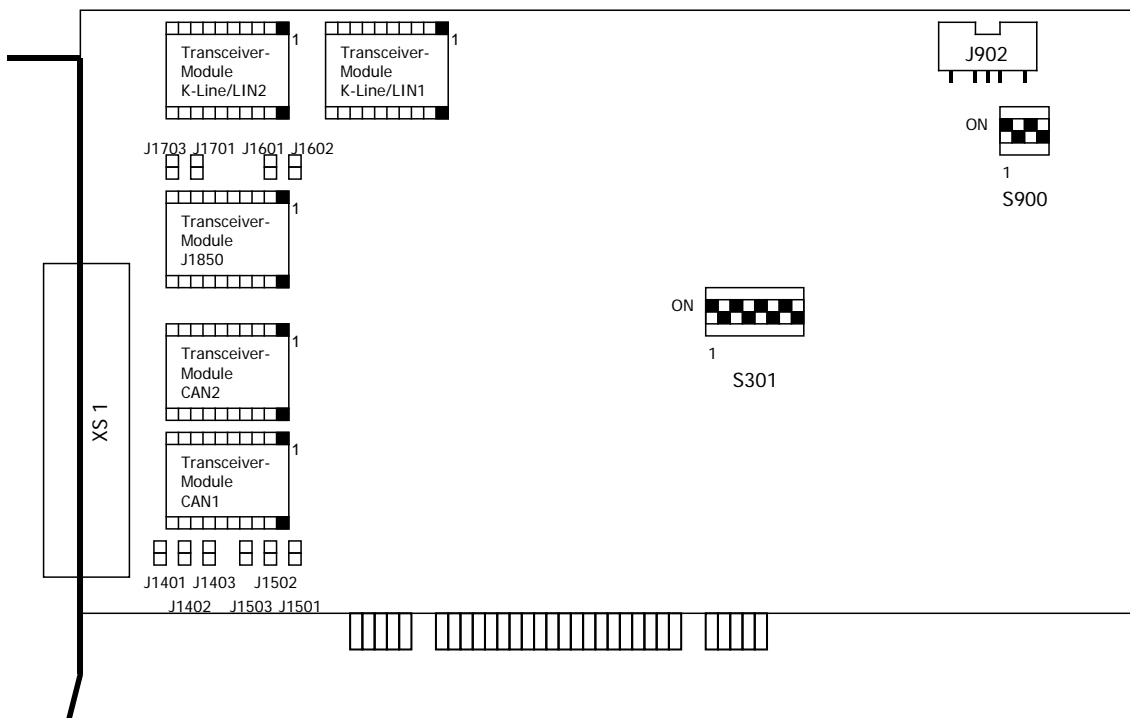 Transceiver-
Module
K-Line/LIN2
1
Transceiver-
Module
K-Line/LIN1
1
J902
ON
1
S900
J1703 J1701 J1601 J1602
Transceiver-
Module
J1850
1
ON
1
S301
Transceiver-
Module
CAN2
1
XS 1
Transceiver-
Module
CAN1
1
J1401 J1403 J1502
J1402 J1503 J1501